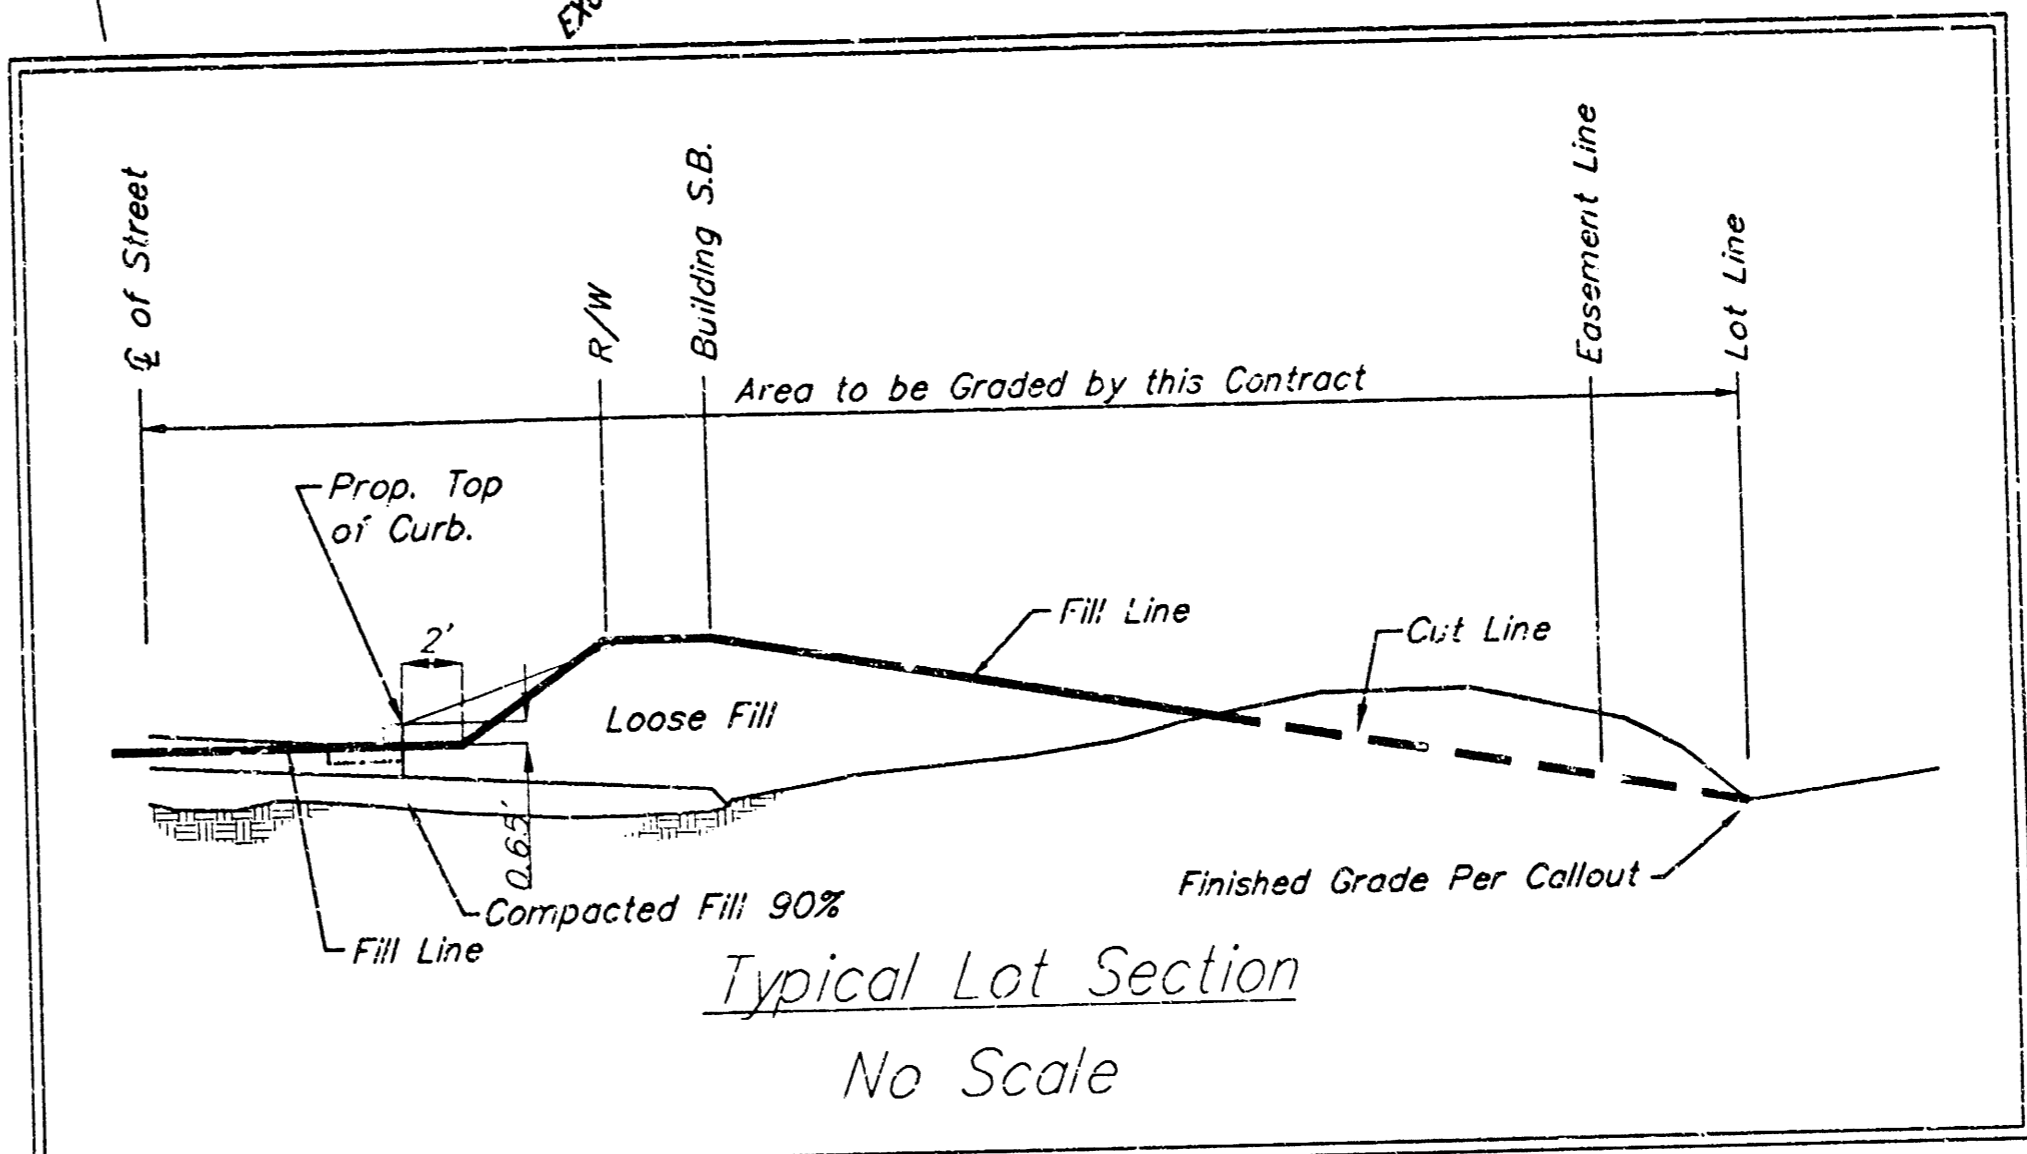 ℄ of Street
R/W
Building S.B.
Easement Line
Lot Line
Area to be Graded by this Contract
Prop. Top
of Curb.
2'
Fill Line
Cut Line
Loose Fill
0.65'
Compacted Fill 90%
Fill Line
Finished Grade Per Callout
Typical Lot Section
No Scale